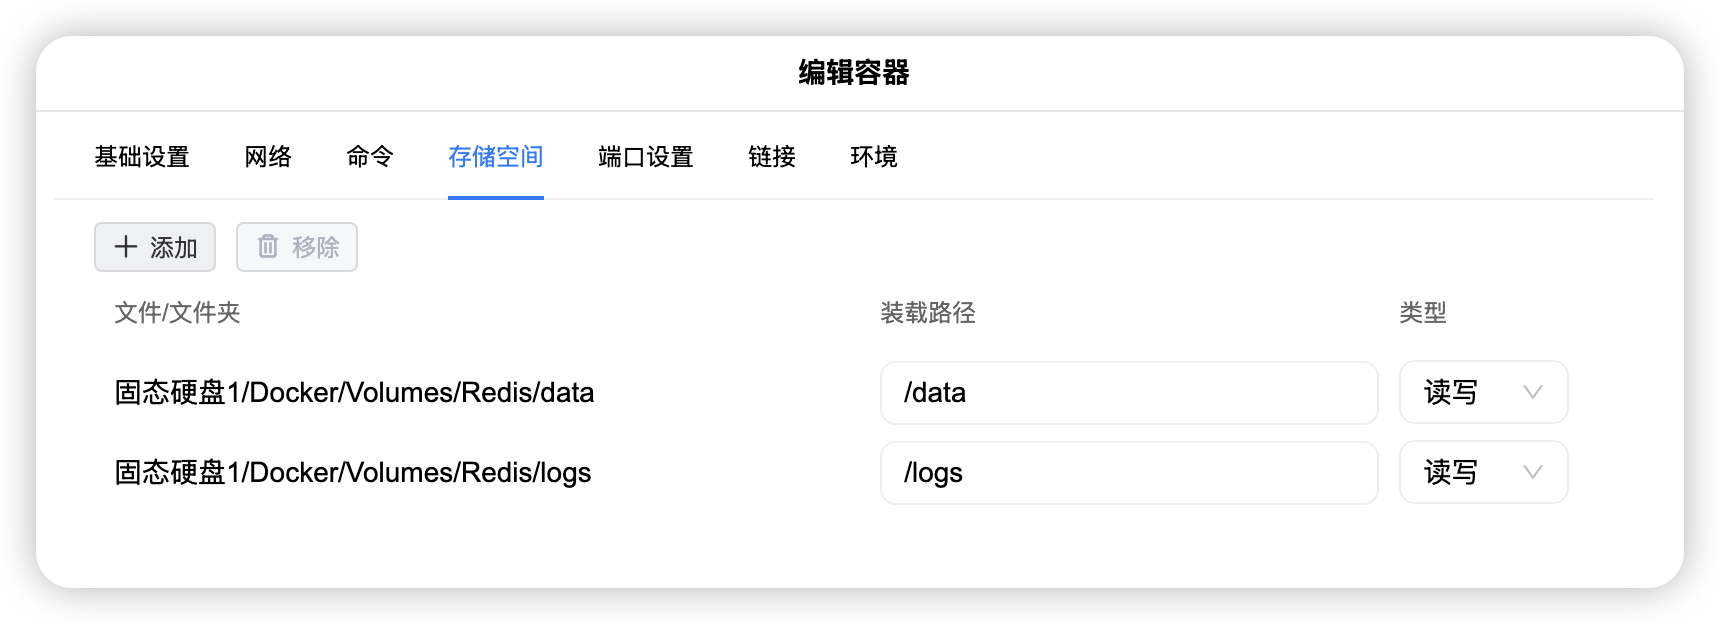 编辑容器
基础设置 网络 命令 存储空间 端口设置 链接 环境
添加 移除
文件/文件夹 装载路径 类型
固态硬盘1/Docker/Volumes/Redis/data /data 读写
固态硬盘1/Docker/Volumes/Redis/logs /logs 读写